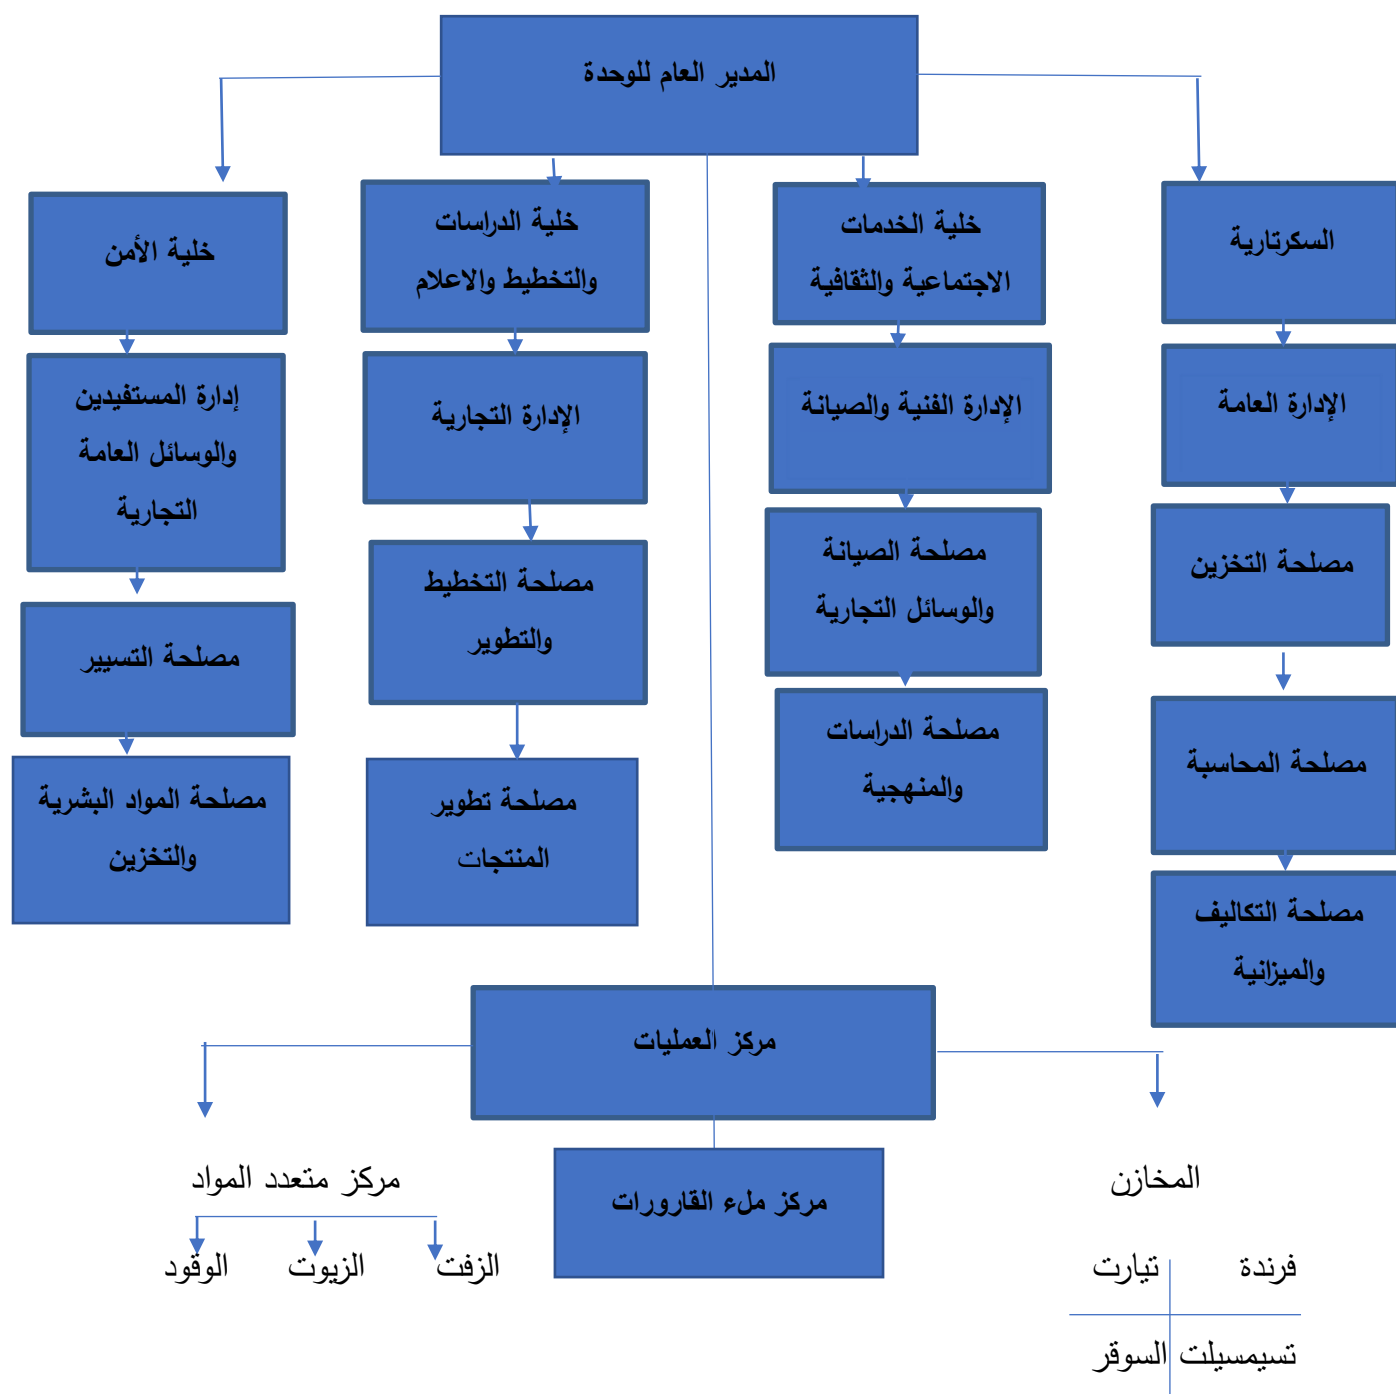 المدير العام للوحدة
السكرتارية
خلية الخدمات
الاجتماعية والثقافية
خلية الدراسات
والتخطيط والاعلام
خلية الأمن
الإدارة العامة
الإدارة الفنية والصيانة
الإدارة التجارية
إدارة المستفيدين
والوسائل العامة
التجارية
مصلحة التخزين
مصلحة الصيانة
والوسائل التجارية
مصلحة التخطيط
والتطوير
مصلحة التسيير
مصلحة المحاسبة
مصلحة الدراسات
والمنهجية
مصلحة تطوير
المنتجات
مصلحة المواد البشرية
والتخزين
مصلحة التكاليف
والميزانية
مركز العمليات
المخازن
مركز ملء القارورات
مركز متعدد المواد
فرندة تيارت
تسيمسيلت السوقر
الزفت الزيوت الوقود